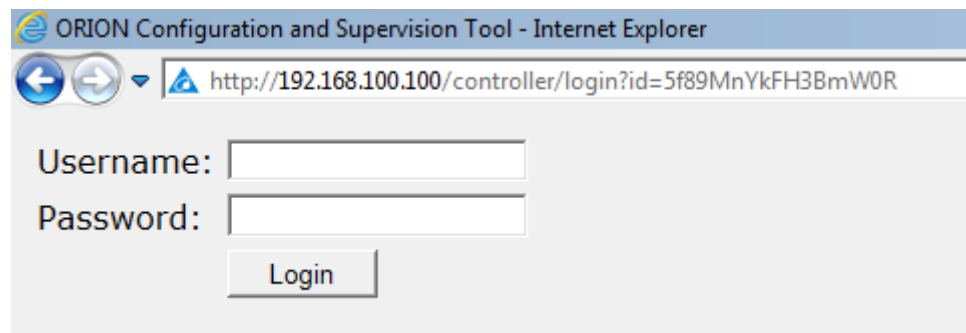 ORION Configuration and Supervision Tool - Internet Explorer
http://192.168.100.100/controller/login?id=5f89MnYkFH3BmW0R
Username:
Password:
Login